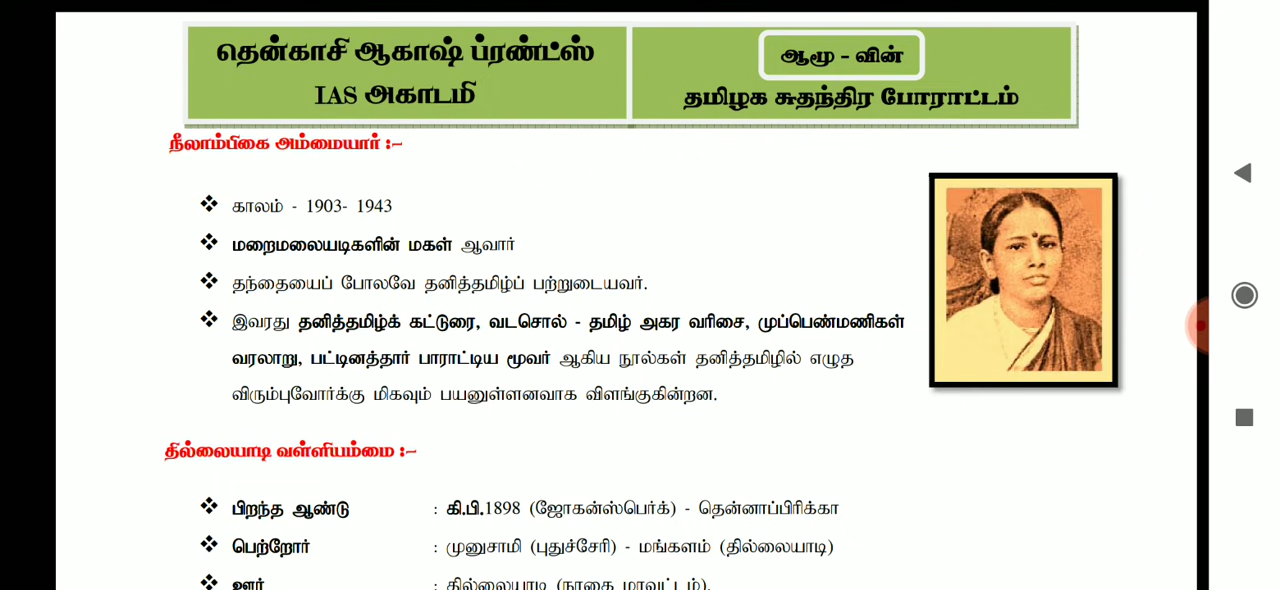 தென்காசி ஆகாஷ் ப்ரண்ட்ஸ்
IAS அகாடமி
ஆமூ - வின்
தமிழக சுதந்திர போராட்டம்
நீலாம்பிகை அம்மையார் :-
❖ காலம் - 1903- 1943
❖ மறைமலையடிகளின் மகள் ஆவார்
❖ தந்தையைப் போலவே தனித்தமிழ்ப் பற்றுடையவர்.
❖ இவரது தனித்தமிழ்க் கட்டுரை, வடசொல் - தமிழ் அகர வரிசை, முப்பெண்மணிகள்
வரலாறு, பட்டினத்தார் பாராட்டிய மூவர் ஆகிய நூல்கள் தனித்தமிழில் எழுத
விரும்புவோர்க்கு மிகவும் பயனுள்ளனவாக விளங்குகின்றன.
தில்லையாடி வள்ளியம்மை :-
❖ பிறந்த ஆண்டு : கி.பி.1898 (ஜோகன்ஸ்பெர்க்) - தென்னாப்பிரிக்கா
❖ பெற்றோர் : முனுசாமி (புதுச்சேரி) - மங்களம் (தில்லையாடி)
❖ ஊர் : தில்லையாடி (நாகை மாவட்டம்).